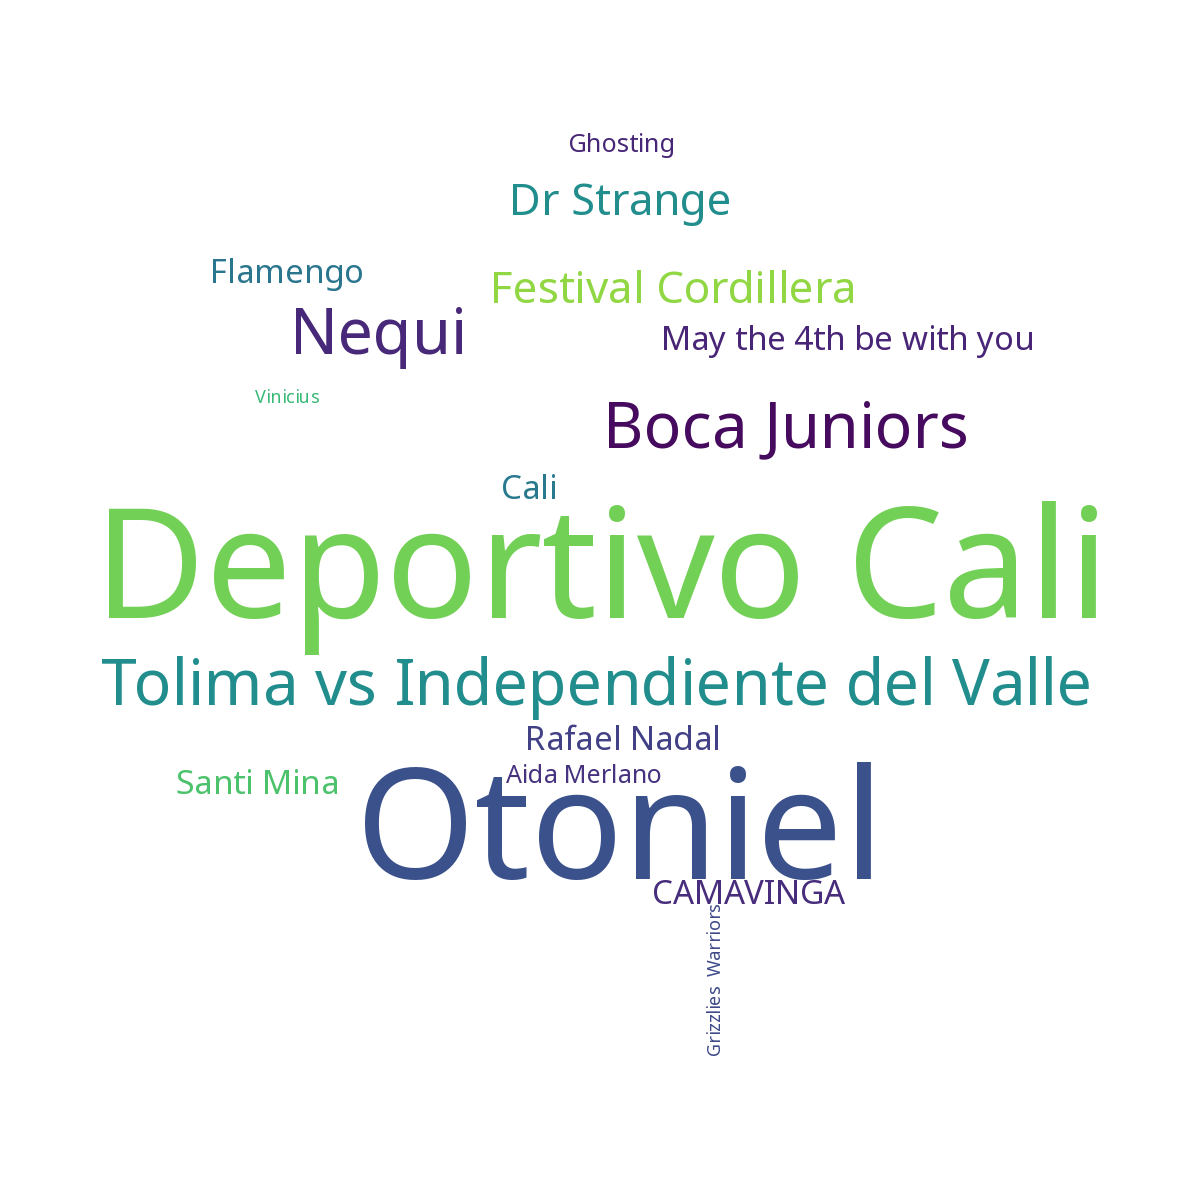 Ghosting
Dr Strange
Flamengo
Festival Cordillera
Nequi
May the 4th be with you
Vinicius
Boca Juniors
Cali
Deportivo Cali
Tolima vs Independiente del Valle
Rafael Nadal
Aida Merlano
Santi Mina
Otoniel
CAMAVINGA
Grizzlies Warriors